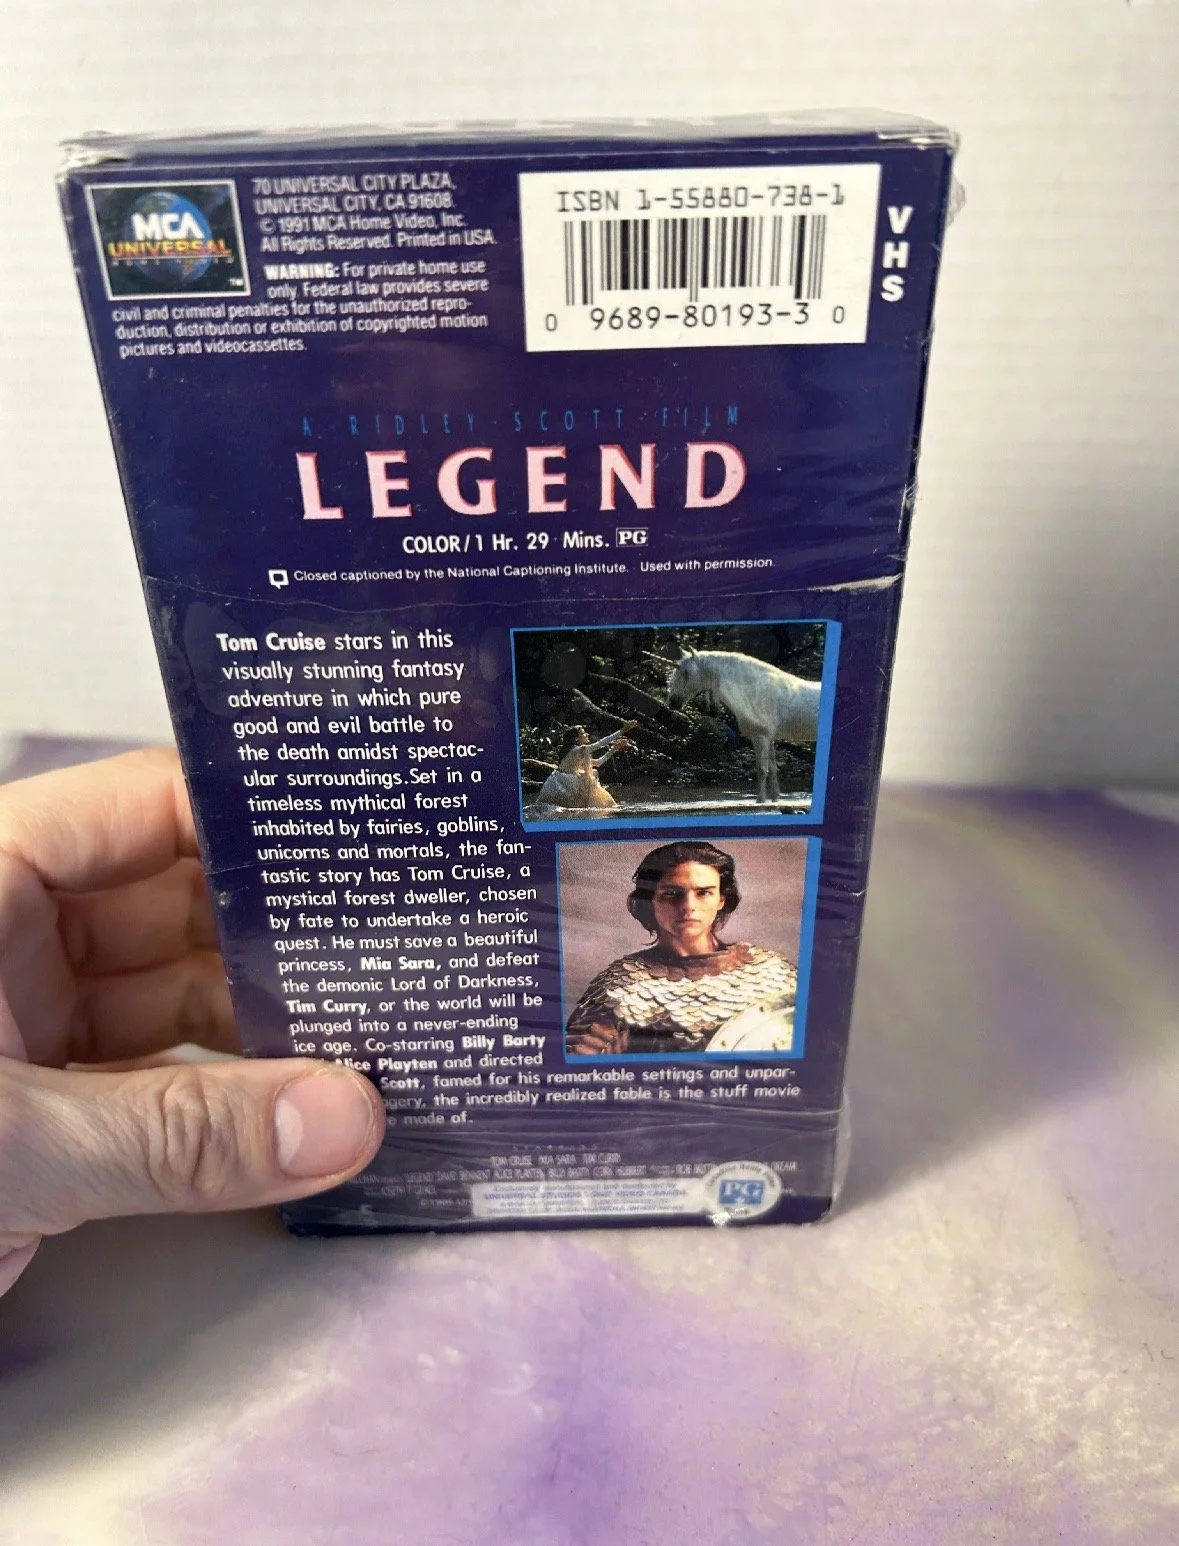 MCA
UNIVERSAL
70 UNIVERSAL CITY PLAZA,
UNIVERSAL CITY, CA 91608.
© 1991 MCA Home Video, Inc.
All Rights Reserved. Printed in USA.
WARNING: For private home use
only. Federal law provides severe
civil and criminal penalties for the unauthorized repro-
duction, distribution or exhibition of copyrighted motion
pictures and videocassettes.
ISBN 1-55880-738-1
0 9689-80193-3 0
VHS
A RIDLEY SCOTT FILM
LEGEND
COLOR/1 Hr. 29 Mins. PG
Closed captioned by the National Captioning Institute. Used with permission.
Tom Cruise stars in this
visually stunning fantasy
adventure in which pure
good and evil battle to
the death amidst spectac-
ular surroundings.Set in a
timeless mythical forest
inhabited by fairies, goblins,
unicorns and mortals, the fan-
tastic story has Tom Cruise, a
mystical forest dweller, chosen
by fate to undertake a heroic
quest. He must save a beautiful
princess, Mia Sara, and defeat
the demonic Lord of Darkness,
Tim Curry, or the world will be
plunged into a never-ending
ice age. Co-starring Billy Barty
Playten and directed
Scott, famed for his remarkable settings and unpar-
the incredibly realized fable is the stuff movie
made of.
TOM CRUISE MIA SARA TIM CURRY
PG